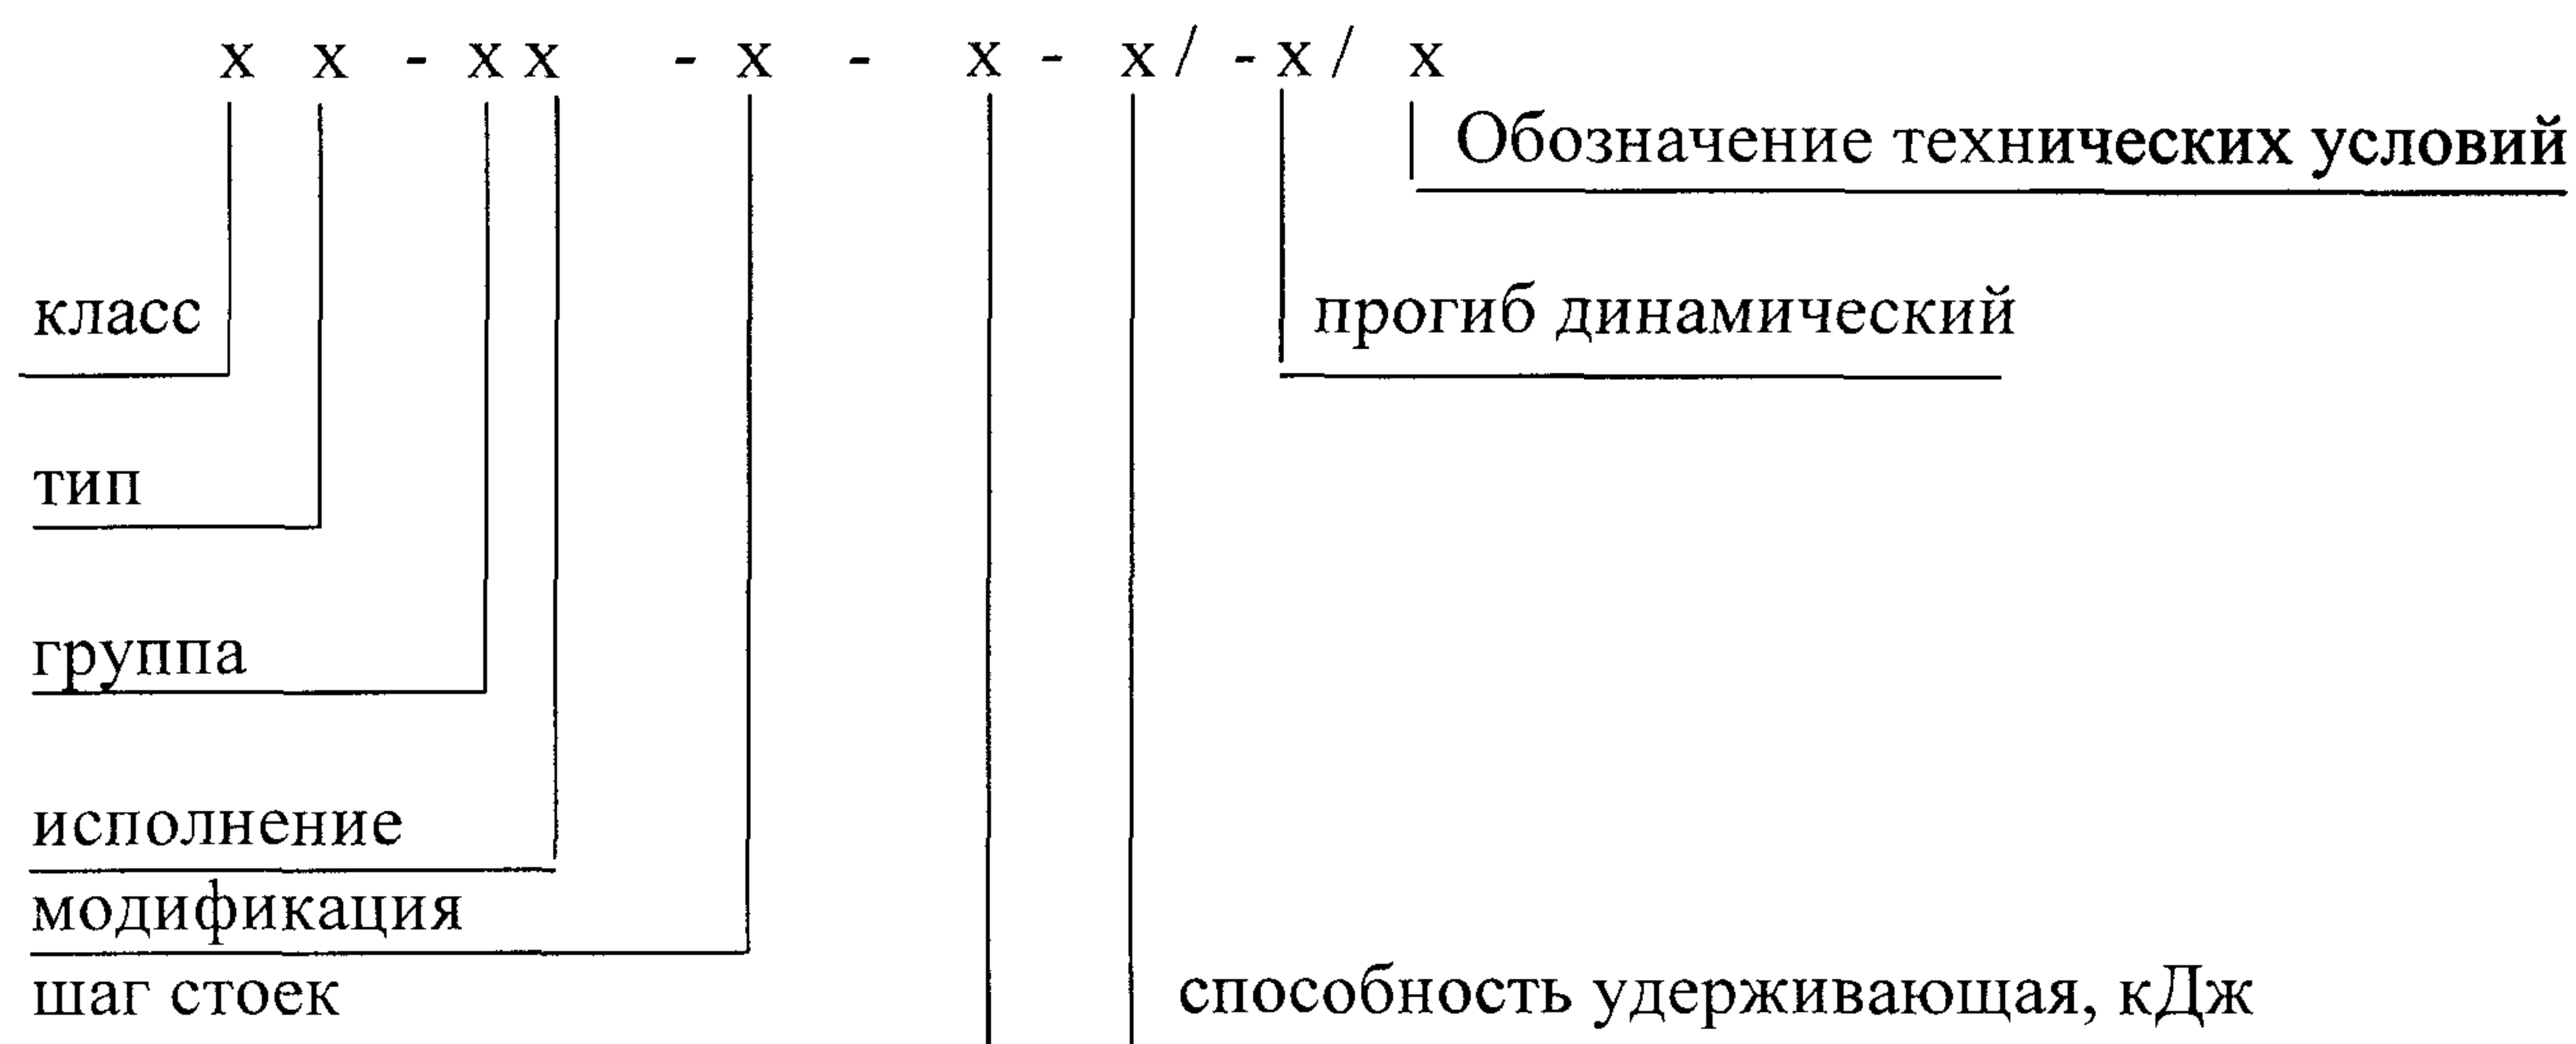 х х - х х - х - х - х / - х / х
Обозначение технических условий
класс
прогиб динамический
тип
группа
исполнение
модификация
шаг стоек
способность удерживающая, кДж